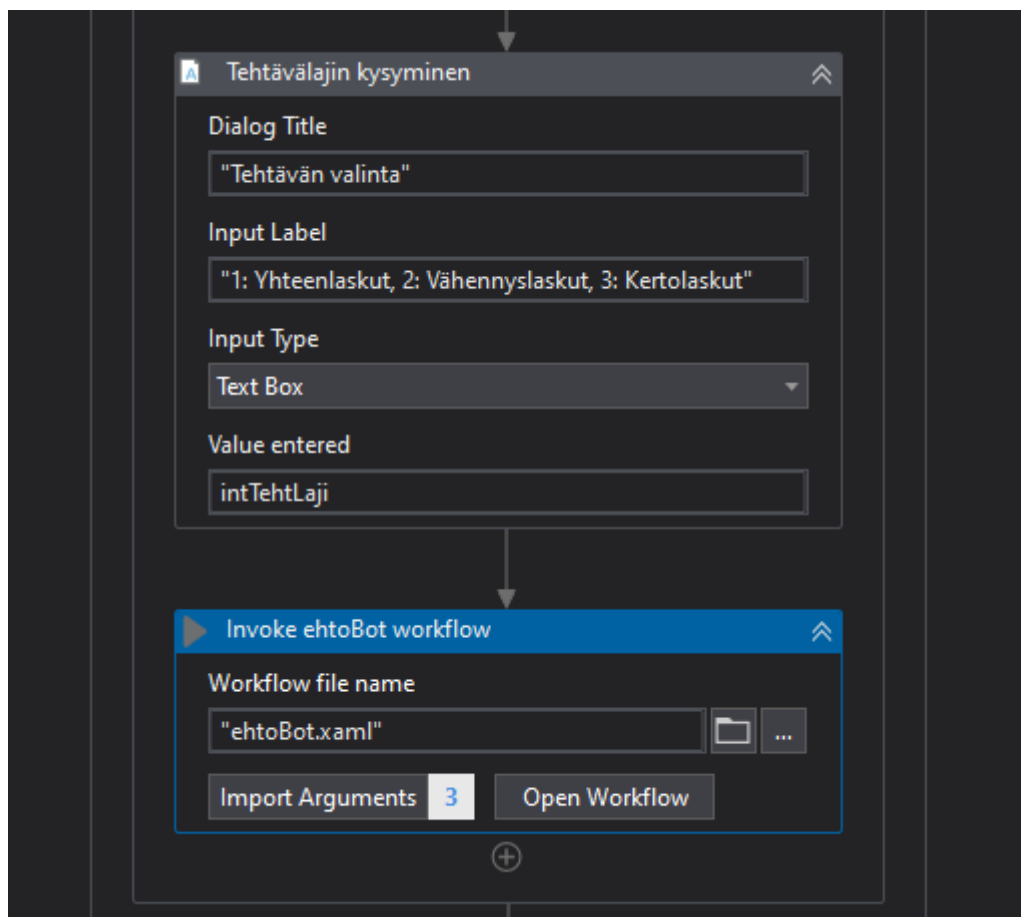 Tehtävälajin kysyminen
Dialog Title
"Tehtävän valinta"
Input Label
"1: Yhteenlaskut, 2: Vähennyslaskut, 3: Kertolaskut"
Input Type
Text Box
Value entered
intTehtLaji
Invoke ehtoBot workflow
Workflow file name
"ehtoBot.xaml" ...
Import Arguments 3 Open Workflow